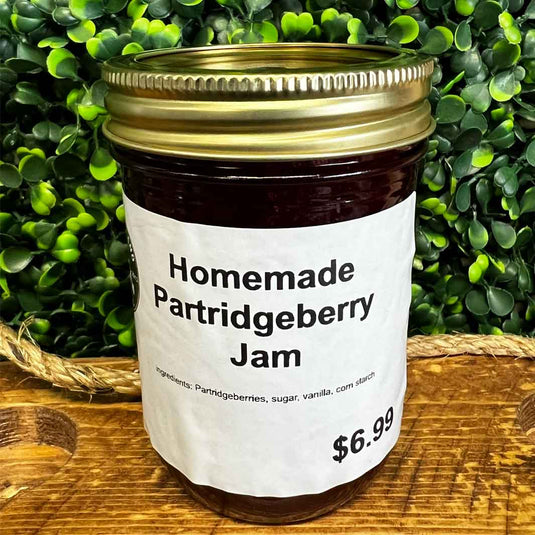 Homemade
Partridgeberry
Jam
Ingredients: Partridgeberries, sugar, vanilla, corn starch
$6.99